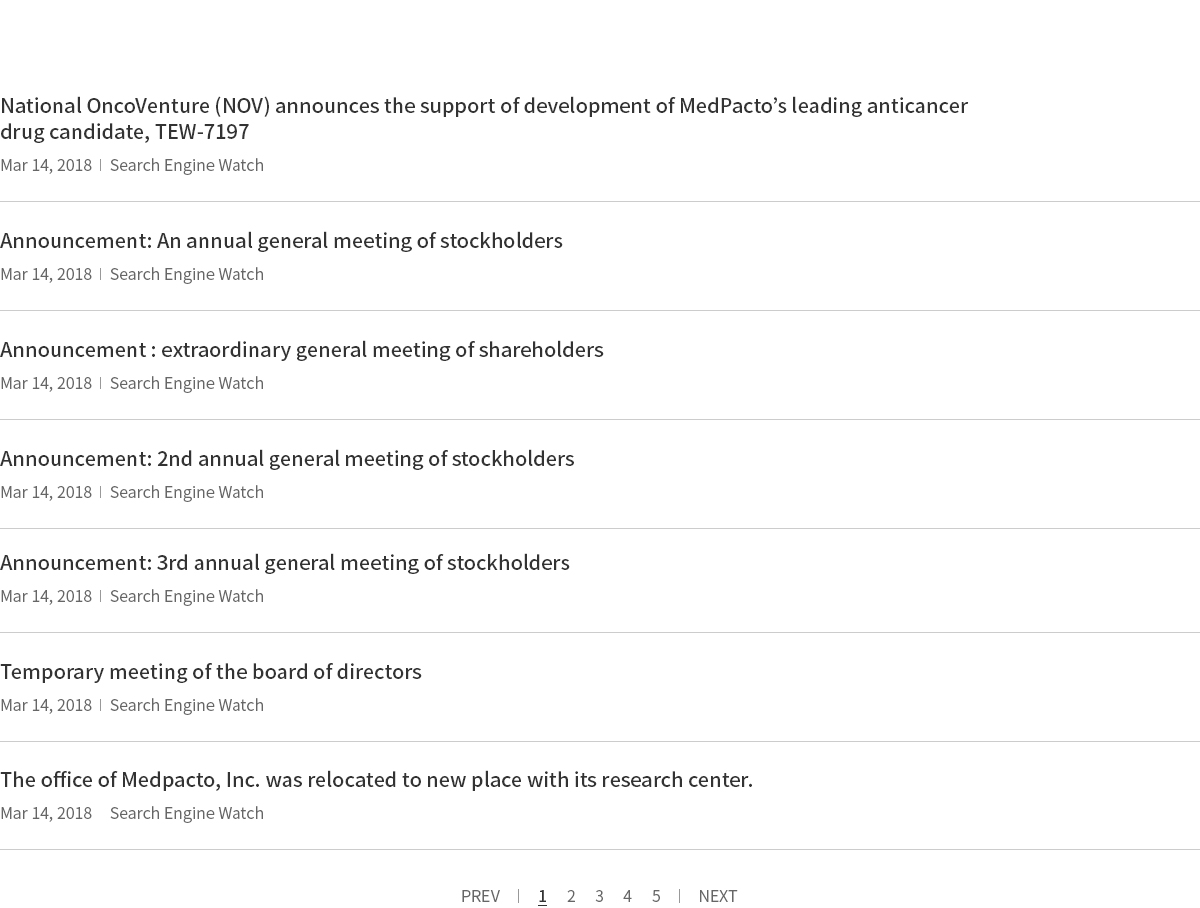 National OncoVenture (NOV) announces the support of development of MedPacto’s leading anticancer
drug candidate, TEW-7197
Mar 14, 2018 | Search Engine Watch
Announcement: An annual general meeting of stockholders
Mar 14, 2018 | Search Engine Watch
Announcement : extraordinary general meeting of shareholders
Mar 14, 2018 | Search Engine Watch
Announcement: 2nd annual general meeting of stockholders
Mar 14, 2018 | Search Engine Watch
Announcement: 3rd annual general meeting of stockholders
Mar 14, 2018 | Search Engine Watch
Temporary meeting of the board of directors
Mar 14, 2018 | Search Engine Watch
The office of Medpacto, Inc. was relocated to new place with its research center.
Mar 14, 2018 Search Engine Watch
PREV | 1 2 3 4 5 | NEXT